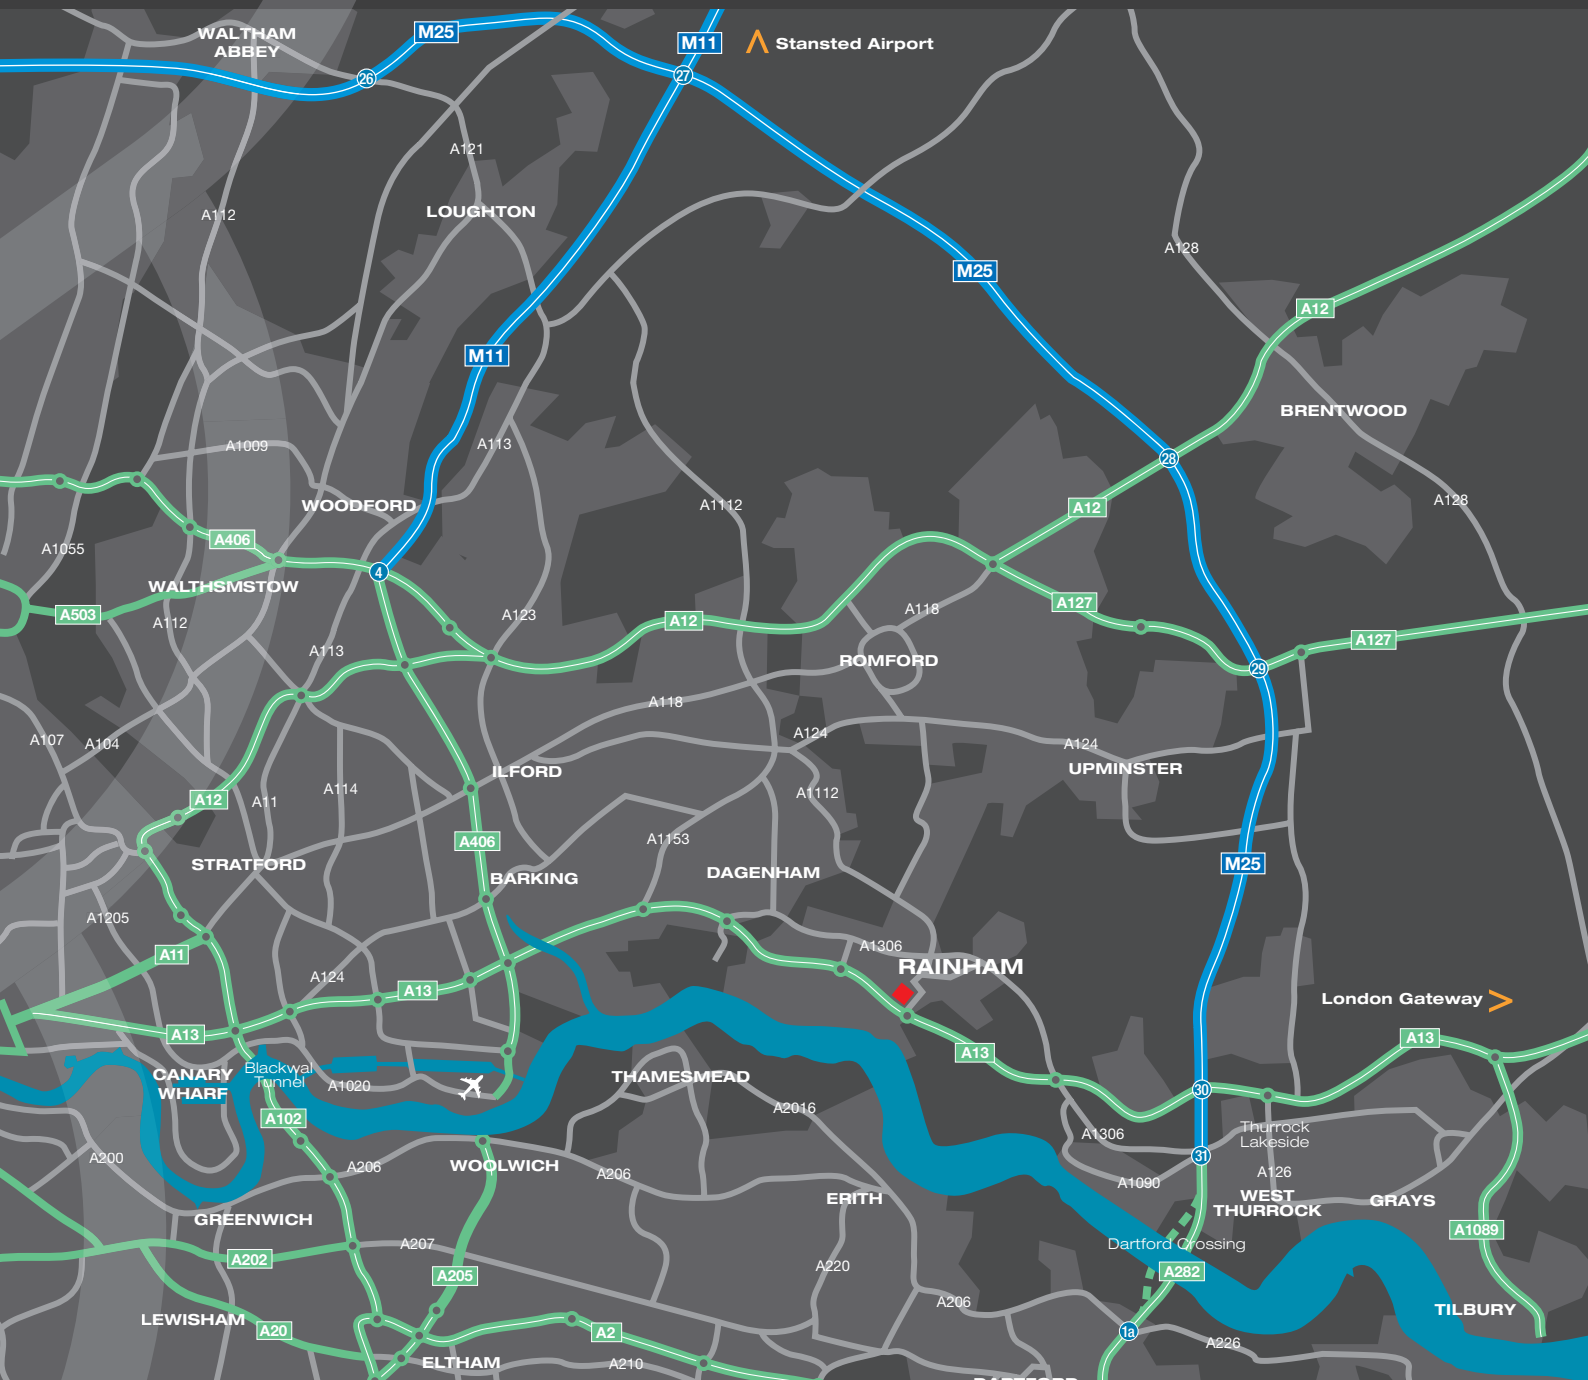 WALTHAM
ABBEY
M25
M11
Stansted Airport
26
27
A121
A112
LOUGHTON
A128
M25
A12
M11
BRENTWOOD
A1009
A113
28
A128
WOODFORD
A1112
A12
A406
A1055
4
WALTHSMSTOW
A503
A112
A123
A12
A118
A127
A127
A113
ROMFORD
29
A118
A107
A104
A124
A124
UPMINSTER
ILFORD
A12
A11
A114
A1112
A406
A1153
STRATFORD
BARKING
DAGENHAM
M25
A1205
A11
A1306
RAINHAM
A124
A13
London Gateway
A13
A13
A13
CANARY
WHARF
Blackwal
Tunnel
A1020
THAMESMEAD
30
A102
A2016
A1306
Thurrock
Lakeside
A200
A206
WOOLWICH
A206
31
A1090
A126
ERITH
WEST
THURROCK
GRAYS
GREENWICH
A1089
A202
A207
Dartford Crossing
A205
A220
A282
A206
LEWISHAM
A20
A2
TILBURY
1a
A226
ELTHAM
A210
DARTFORD